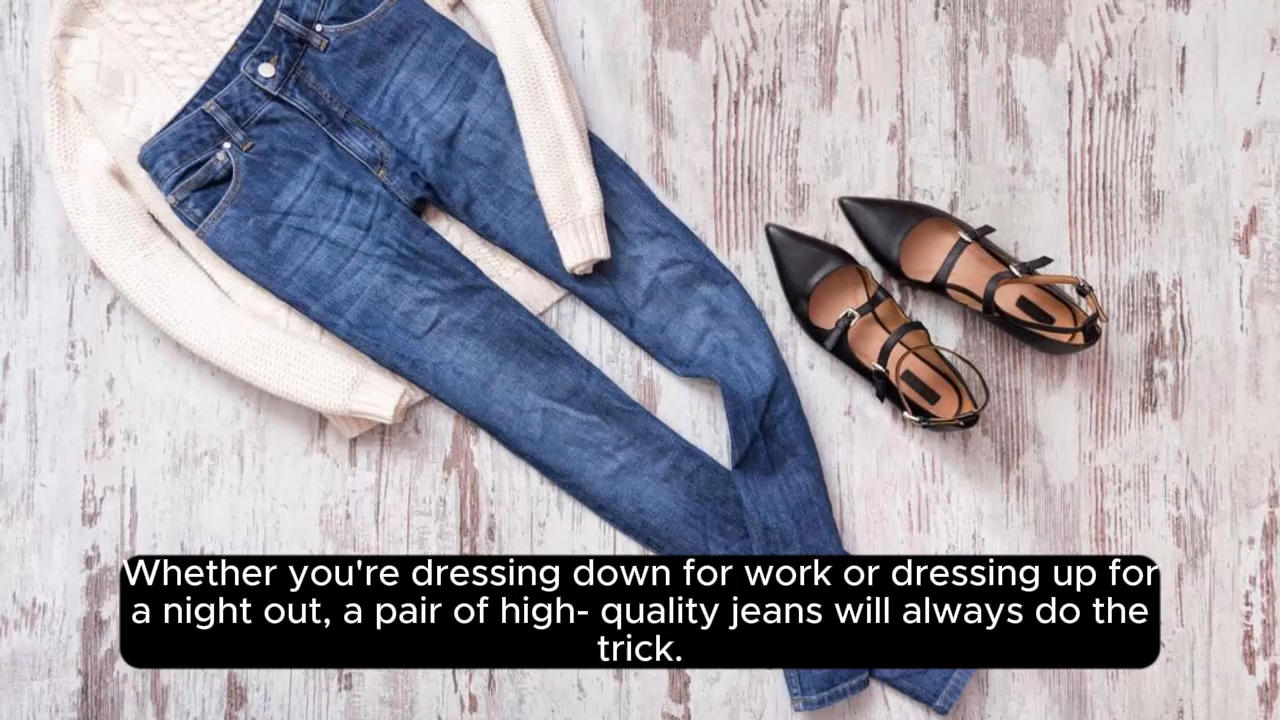 Whether you're dressing down for work or dressing up for
a night out, a pair of high- quality jeans will always do the
trick.